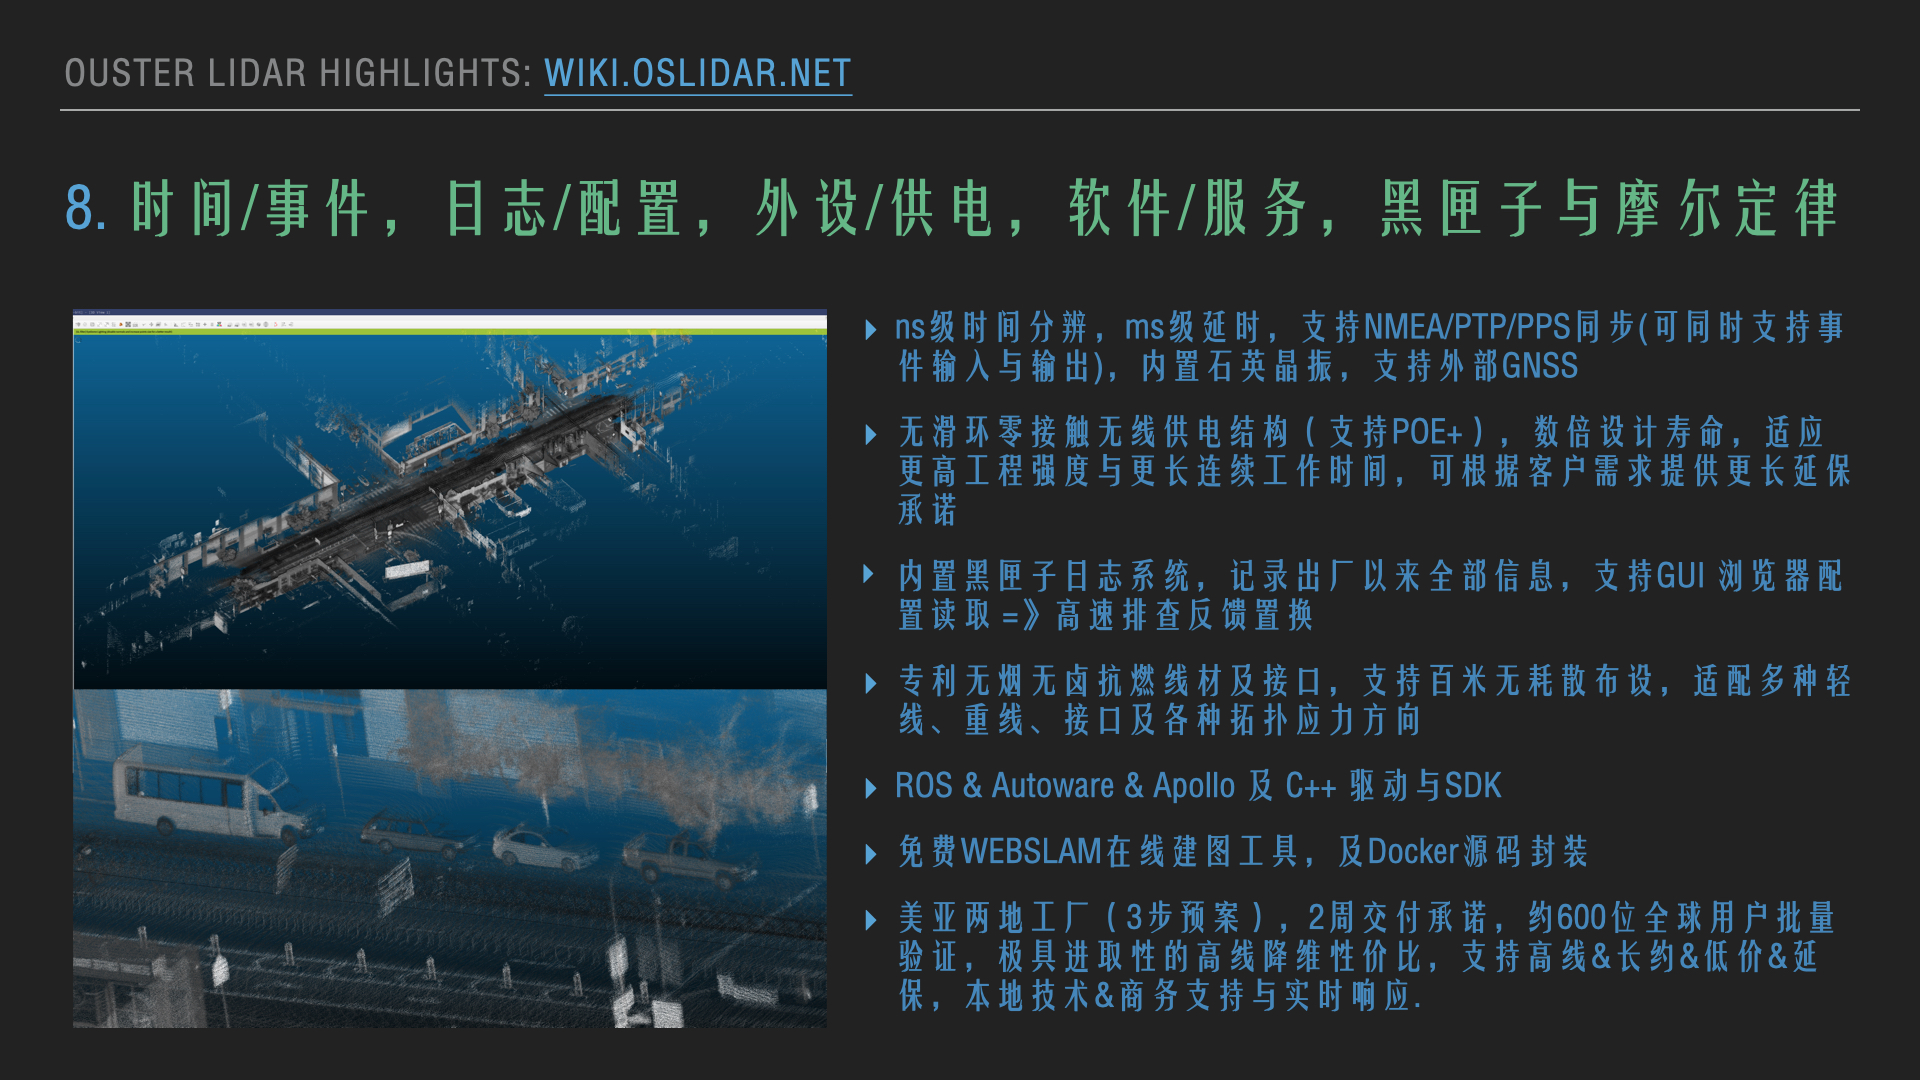 OUSTER LIDAR HIGHLIGHTS: WIKI.OSLIDAR.NET
8. 时间/事件，日志/配置，外设/供电，软件/服务，黑匣子与摩尔定律
ns级时间分辨，ms级延时，支持NMEA/PTP/PPS同步(可同时支持事
件输入与输出)，内置石英晶振，支持外部GNSS
无滑环零接触无线供电结构（支持POE+），数倍设计寿命，适应
更高工程强度与更长连续工作时间，可根据客户需求提供更长延保
承诺
内置黑匣子日志系统，记录出厂以来全部信息，支持GUI 浏览器配
置读取 =》高速排查反馈置换
专利无烟无卤抗燃线材及接口，支持百米无耗散布设，适配多种轻
线、重线、接口及各种拓扑应力方向
ROS & Autoware & Apollo 及 C++ 驱动与SDK
免费WEBSLAM在线建图工具，及Docker源码封装
美亚两地工厂（3步预案），2周交付承诺，约600位全球用户批量
验证，极具进取性的高线降维性价比，支持高线&长约&低价&延
保，本地技术&商务支持与实时响应.